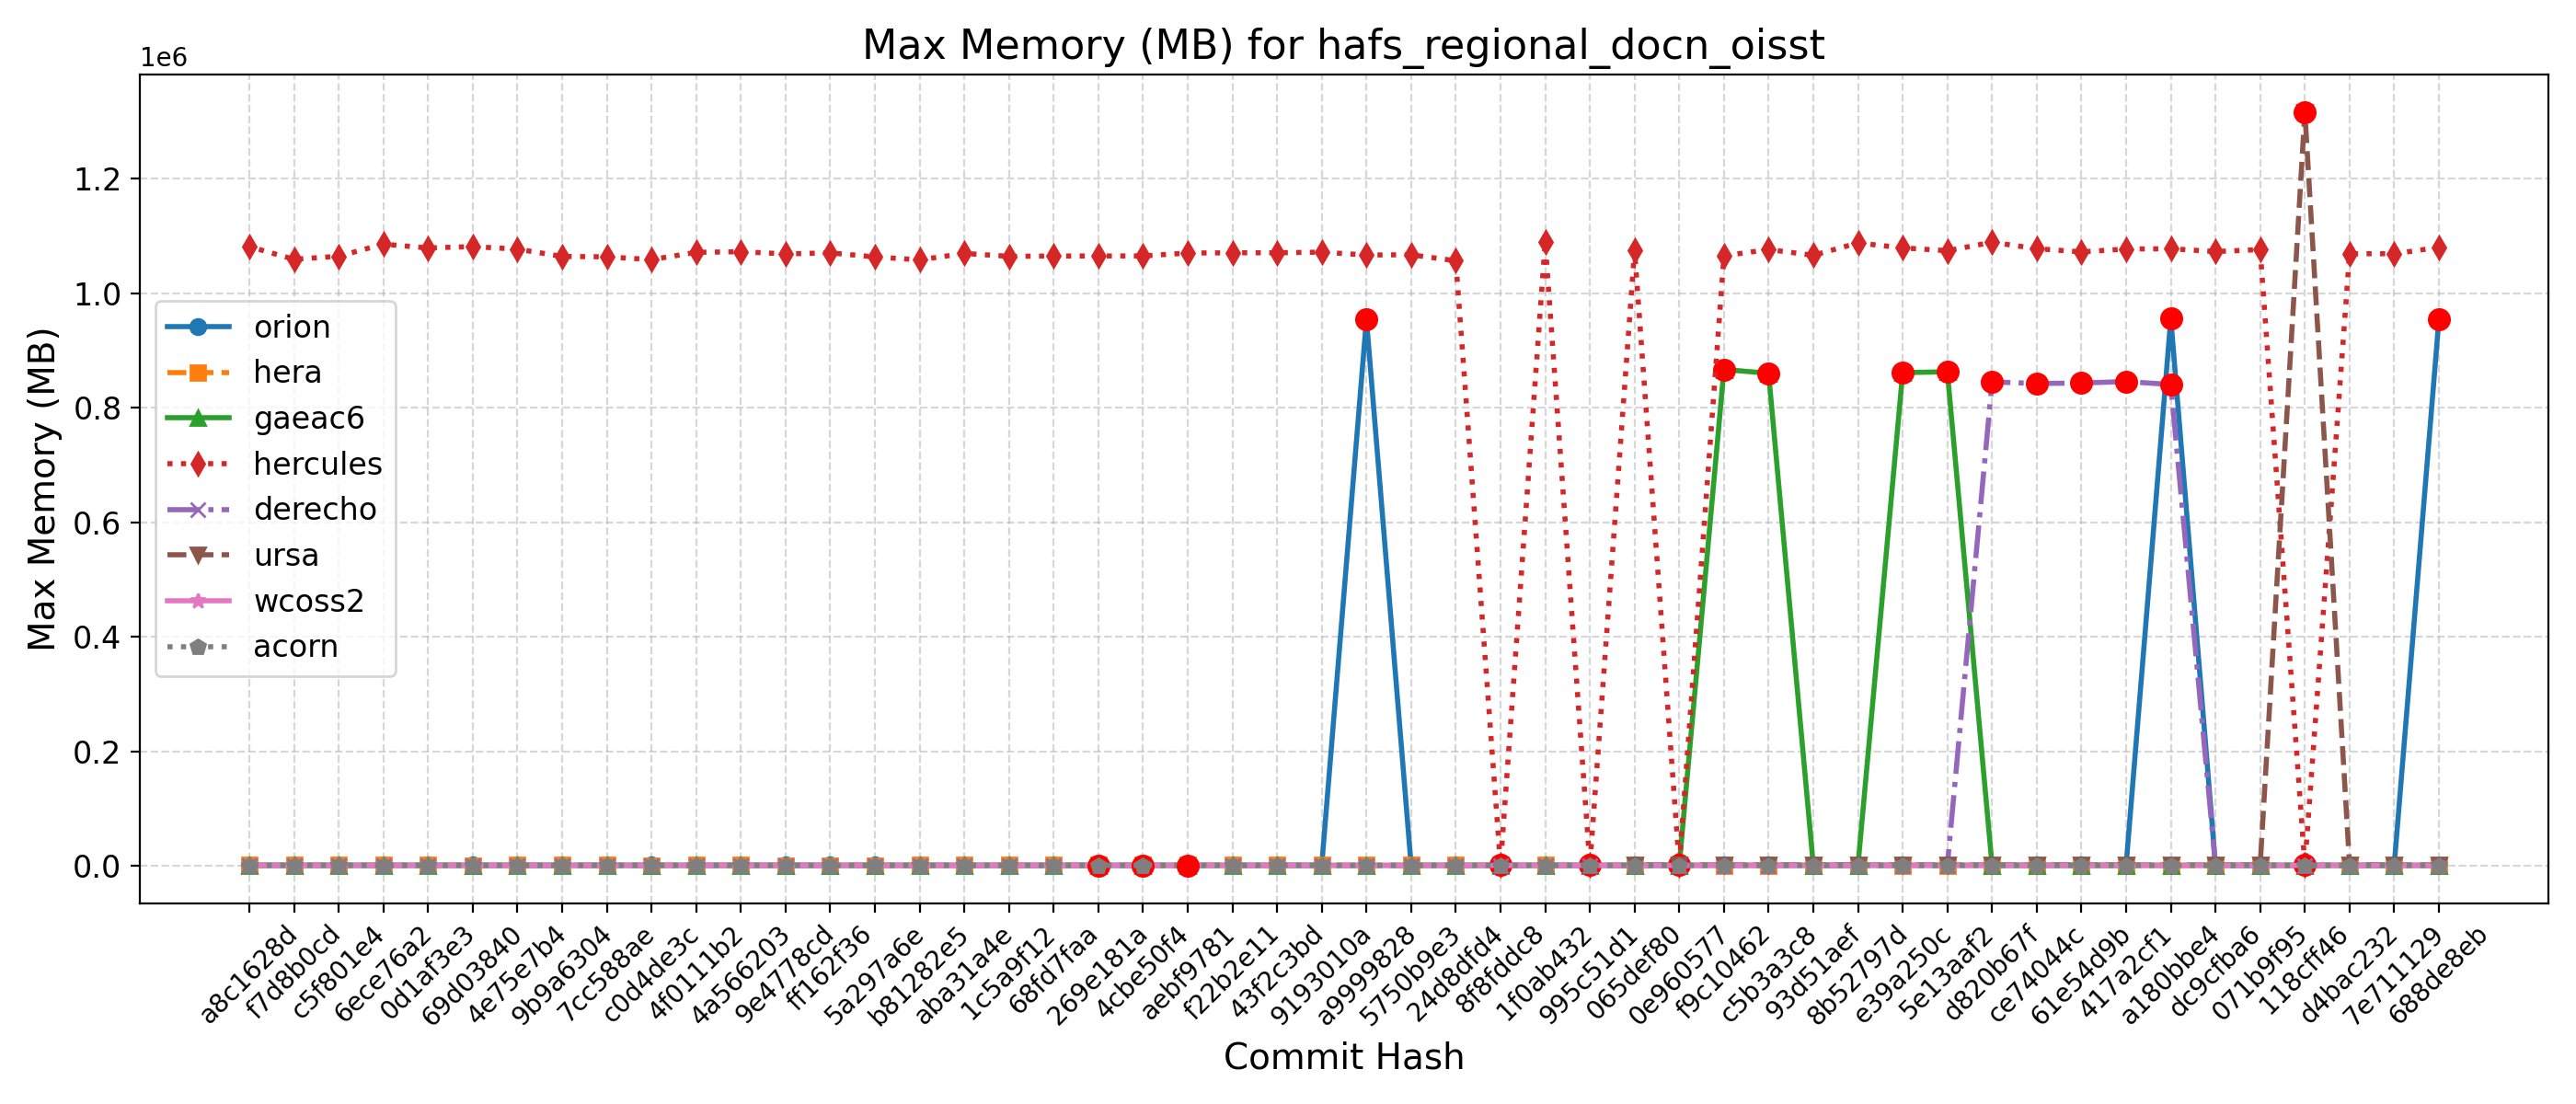 Max Memory (MB) for hafs_regional_docn_oisst
1e6
1.2
1.0
0.8
0.6
0.4
0.2
0.0
Max Memory (MB)
orion
hera
gaeac6
hercules
derecho
ursa
wcoss2
acorn
a8c1628d
f7d8b0cd
c5f801e4
6ece76a2
0d1af3e3
69d03840
4e75e7b4
9b9a6304
7cc588ae
c0d4de3c
4f0111b2
4a566203
9e4778cd
ff162f36
5a297a6e
b81282e5
aba31a4e
1c5a9f12
68fd7faa
269e181a
4cbe50f4
aebf9781
f22b2e11
43f2c3bd
9193010a
a9999828
5750b9e3
24d8dfd4
8f8fddc8
1f0ab432
995c51d1
065def80
0e960577
f9c10462
c5b3a3c8
93d51aef
8b52797d
e39a250c
5e13aaf2
d820b67f
ce74044c
61e54d9b
417a2cf1
a180bbe4
dc9cfba6
071b9f95
118cff46
d4bac232
7e711129
688de8eb
Commit Hash